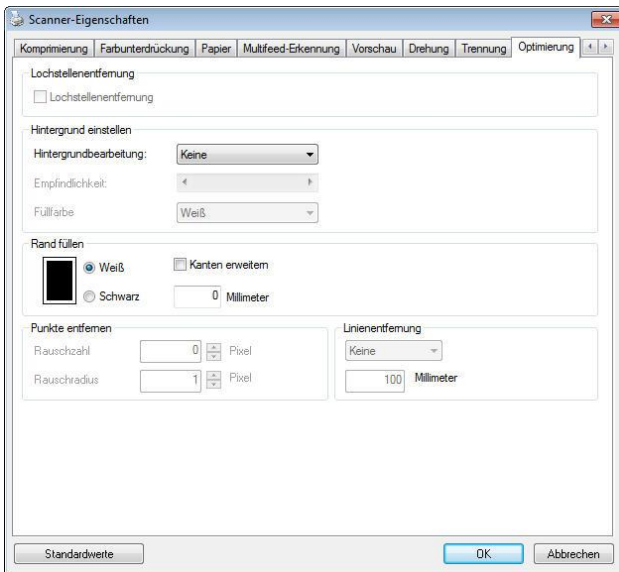 Scanner-Eigenschaften
Komprimierung Farbunterdrückung Papier Multifeed-Erkennung Vorschau Drehung Trennung Optimierung
Lochstellenentfernung
Lochstellenentfernung
Hintergrund einstellen
Hintergrundbearbeitung: Keine
Empfindlichkeit:
Füllfarbe Weiß
Rand füllen
Weiß Kanten erweitern
Schwarz 0 Millimeter
Punkte entfernen Linienentfernung
Rauschzahl 0 Pixel Keine
Rauschradius 1 Pixel 100 Millimeter
Standardwerte OK Abbrechen